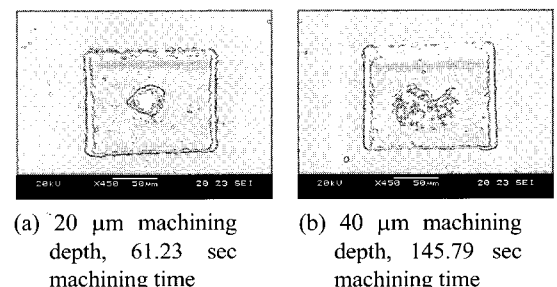 20kV X450 50µm 20 23 SEI
20kV X450 50µm 20 23 SEI
(a) 20 µm machining
depth, 61.23 sec
machining time
(b) 40 µm machining
depth, 145.79 sec
machining time